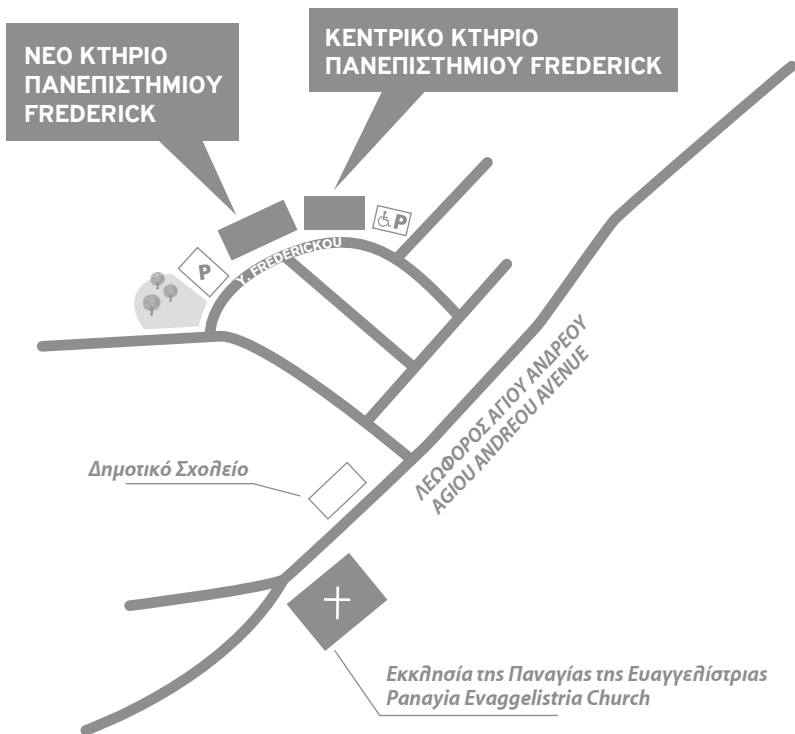 ΝΕΟ ΚΤΗΡΙΟ
ΠΑΝΕΠΙΣΤΗΜΙΟΥ
FREDERICK
ΚΕΝΤΡΙΚΟ ΚΤΗΡΙΟ
ΠΑΝΕΠΙΣΤΗΜΙΟΥ FREDERICK
P
P
Y. FREDERICKOU
ΛΕΩΦΟΡΟΣ ΑΓΙΟΥ ΑΝΔΡΕΟΥ
AGIOU ANDREOU AVENUE
Δημοτικό Σχολείο
Εκκλησία της Παναγίας της Ευαγγελίστριας
Panayia Evaggelistria Church